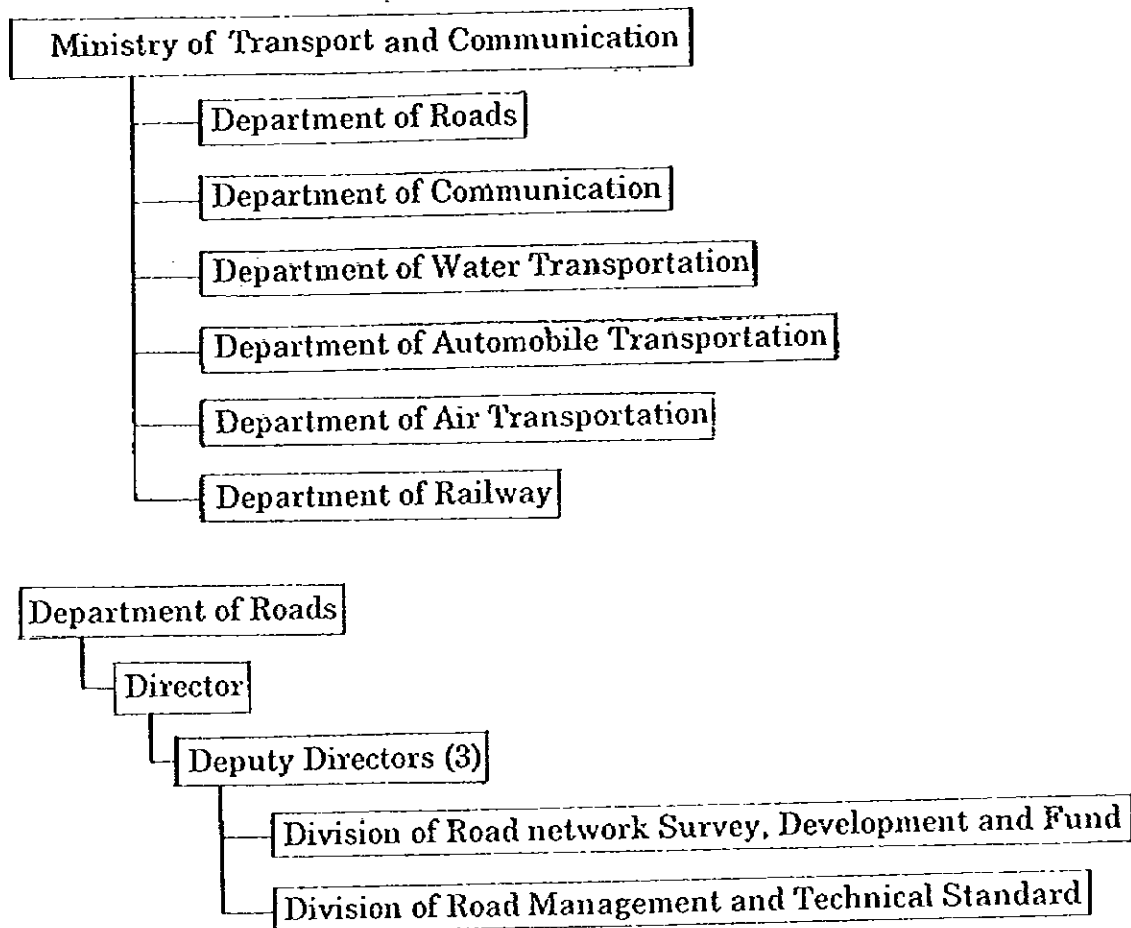 Ministry of Transport and Communication
Department of Roads
Department of Communication
Department of Water Transportation
Department of Automobile Transportation
Department of Air Transportation
Department of Railway
Department of Roads
Director
Deputy Directors (3)
Division of Road network Survey, Development and Fund
Division of Road Management and Technical Standard